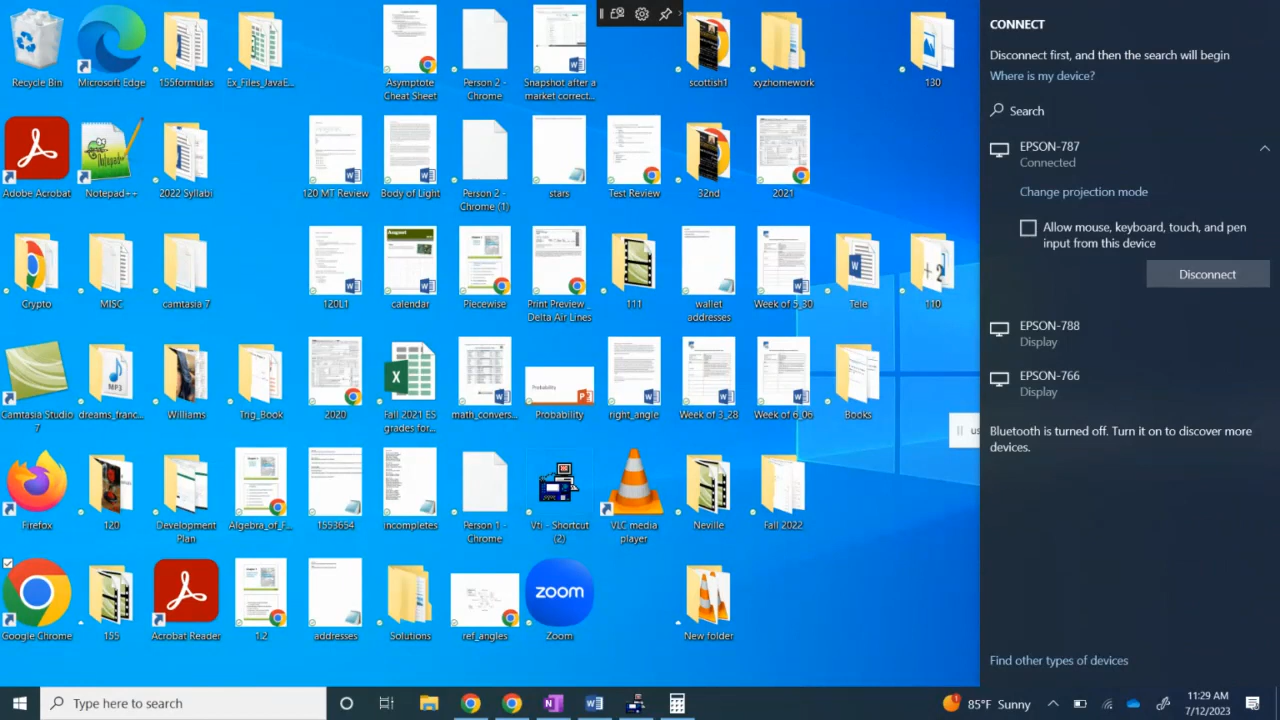 Recycle Bin
Microsoft Edge
155formulas
Ex_Files_JavaE...
Asymptote
Cheat Sheet
Person 2 -
Chrome
Snapshot after a
market correct...
scottish1
xyzhomework
130
Adobe Acrobat
Notepad++
2022 Syllabi
120 MT Review
Body of Light
Person 2 -
Chrome (1)
stars
Test Review
32nd
2021
Crypto
MISC
camtasia 7
120L1
August
calendar
Piecewise
Print Preview_
Delta Air Lines
111
wallet
addresses
Week of 5_30
Tele
110
Camtasia Studio
7
dreams_franc...
Williams
Trig_Book
2020
Fall 2021 ES
grades for...
math_convers...
Probability
Probability
right_angle
Week of 3_28
Week of 6_06
Books
Firefox
120
Development
Plan
Algebra_of_F...
1593654
incompletes
Person 1 -
Chrome
Vti - Shortcut
(2)
VLC media
player
Neville
Fall 2022
Google Chrome
155
Acrobat Reader
1.2
addresses
Solutions
ref_angles
zoom
Zoom
New folder
us
CONNECT
Disconnect first, and then the search will begin
Where is my device?
Search
EPSON-787
Connected
Change projection mode
Allow mouse, keyboard, touch, and pen
input from this device
Disconnect
EPSON-788
Display
EPSON-766
Display
Bluetooth is turned off. Turn it on to discover more
devices.
Find other types of devices
Type here to search
85°F Sunny
11:29 AM
7/12/2023